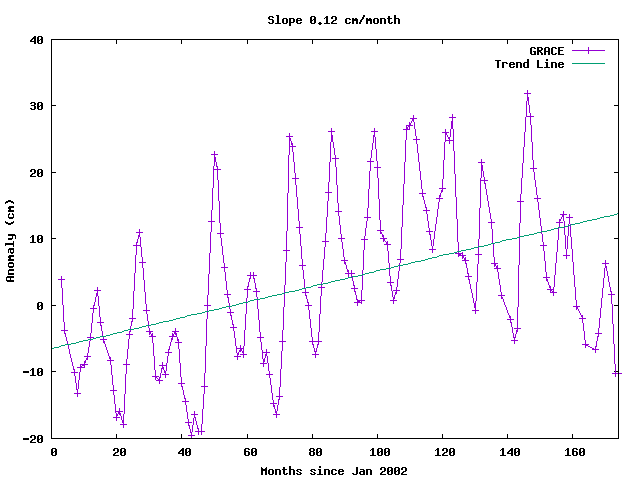 Slope 0.12 cm/month
GRACE
Trend Line
40
30
20
10
0
-10
-20
Anomaly (cm)
0 20 40 60 80 100 120 140 160
Months since Jan 2002